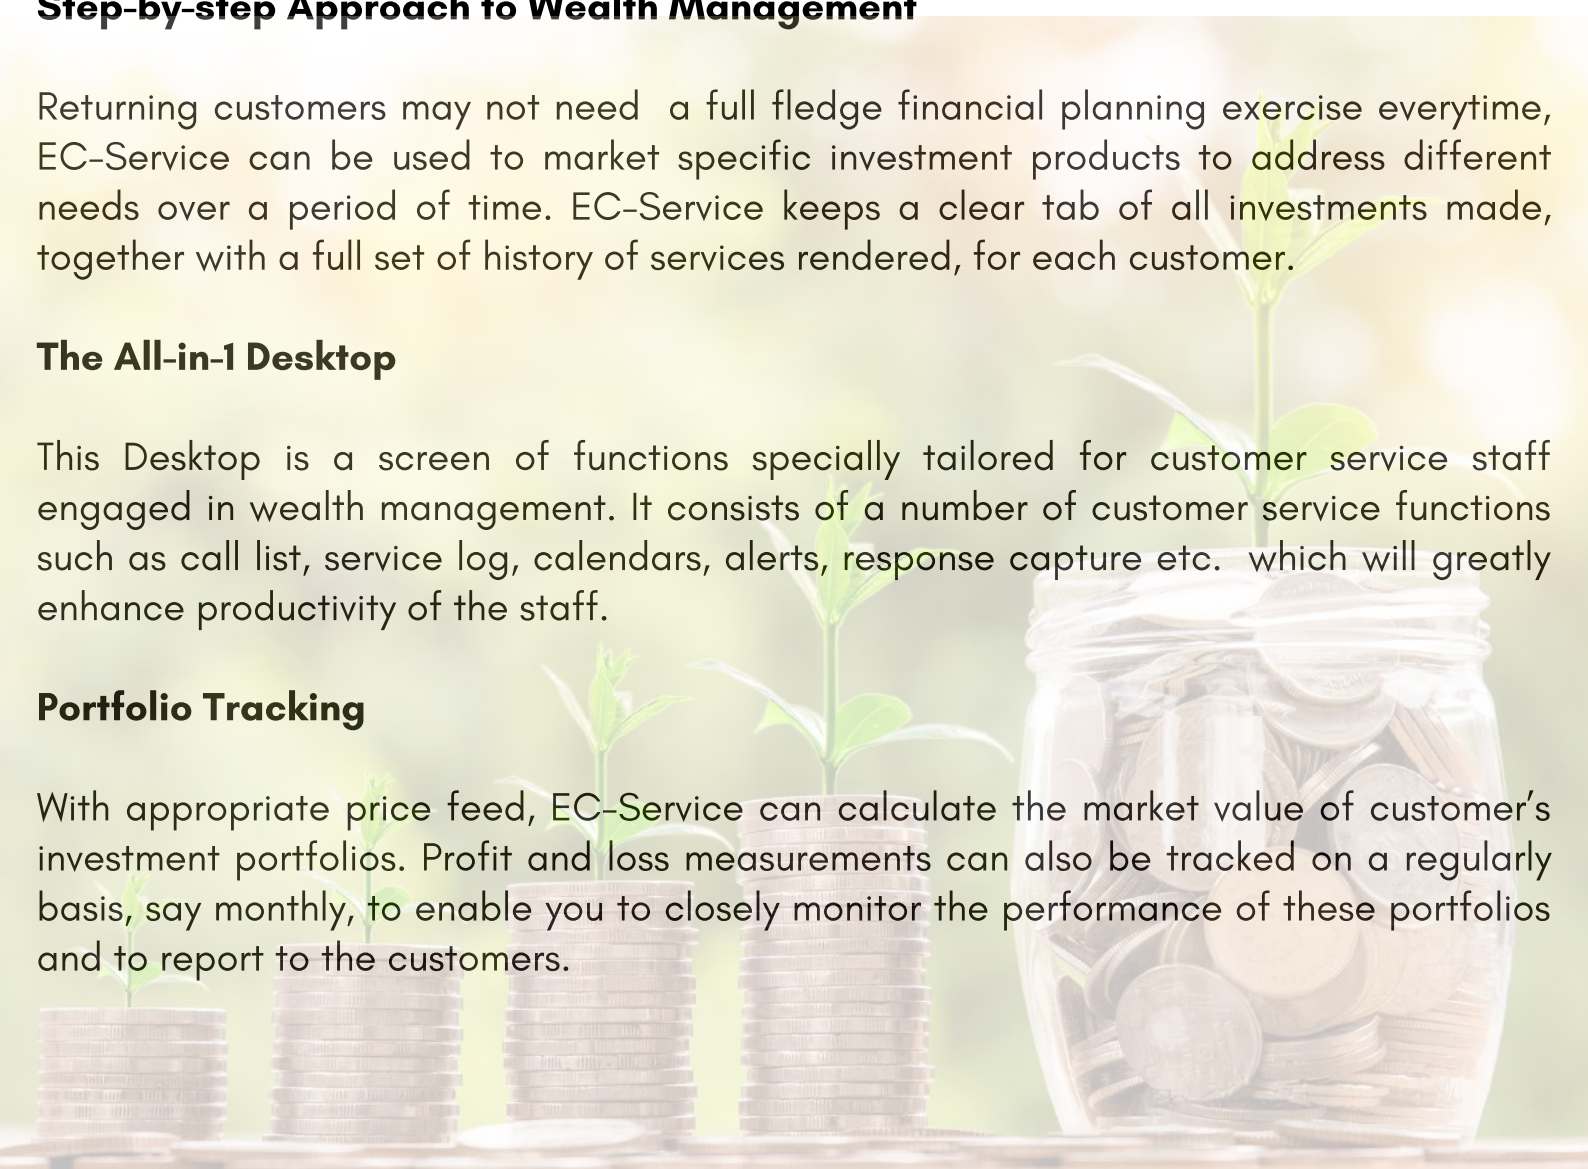 Step-by-step Approach to Wealth Management
Returning customers may not need  a full fledge financial planning exercise everytime,
EC-Service can be used to market specific investment products to address different
needs over a period of time. EC-Service keeps a clear tab of all investments made,
together with a full set of history of services rendered, for each customer.
The All-in-1 Desktop
This Desktop is a screen of functions specially tailored for customer service staff
engaged in wealth management. It consists of a number of customer service functions
such as call list, service log, calendars, alerts, response capture etc.  which will greatly
enhance productivity of the staff.
Portfolio Tracking
With appropriate price feed, EC-Service can calculate the market value of customer’s
investment portfolios. Profit and loss measurements can also be tracked on a regularly
basis, say monthly, to enable you to closely monitor the performance of these portfolios
and to report to the customers.